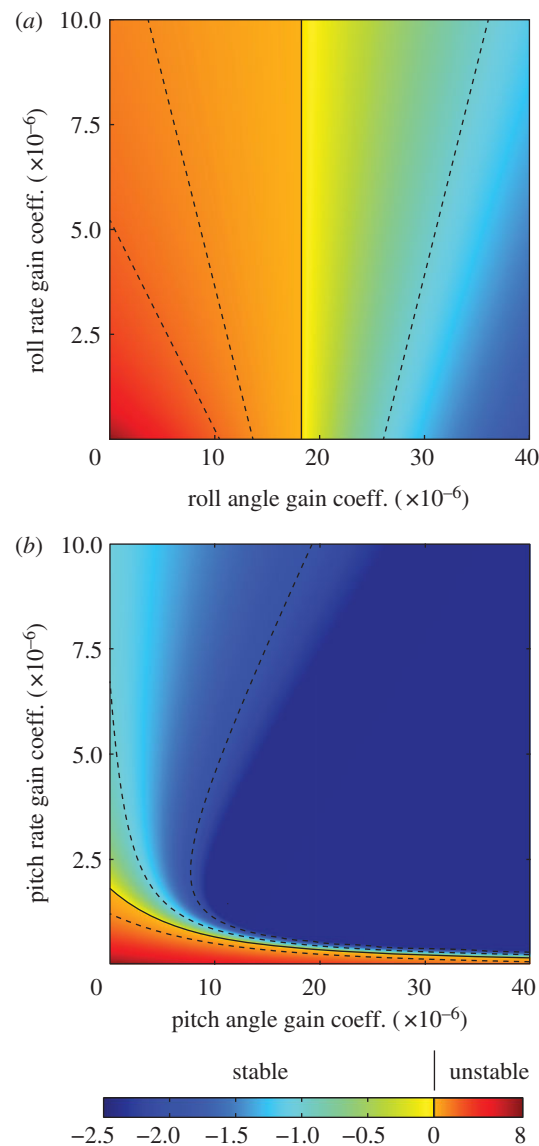 (a)
10.0
7.5
5.0
2.5
roll rate gain coeff. (×10⁻⁶)
0 10 20 30 40
roll angle gain coeff. (×10⁻⁶)
(b)
10.0
7.5
5.0
2.5
pitch rate gain coeff. (×10⁻⁶)
0 10 20 30 40
pitch angle gain coeff. (×10⁻⁶)
stable unstable
−2.5 −2.0 −1.5 −1.0 −0.5 0 8